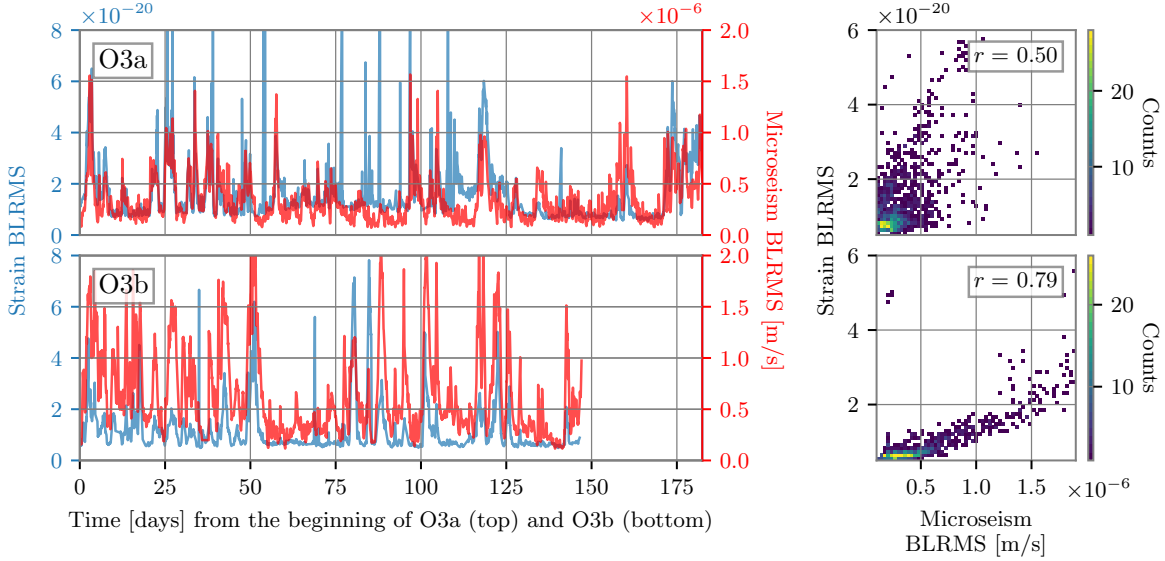 ×10−20
×10−6
×10−20
8
6
4
2
0
O3a
2.0
1.5
1.0
0.5
0.0
6
4
2
r = 0.50
20
10
Counts
8
6
4
2
0
O3b
2.0
1.5
1.0
0.5
0.0
6
4
2
r = 0.79
20
10
Counts
Strain BLRMS
Microseism BLRMS [m/s]
Strain BLRMS
0 25 50 75 100 125 150 175
0.5 1.0 1.5
×10−6
Time [days] from the beginning of O3a (top) and O3b (bottom)
Microseism
BLRMS [m/s]